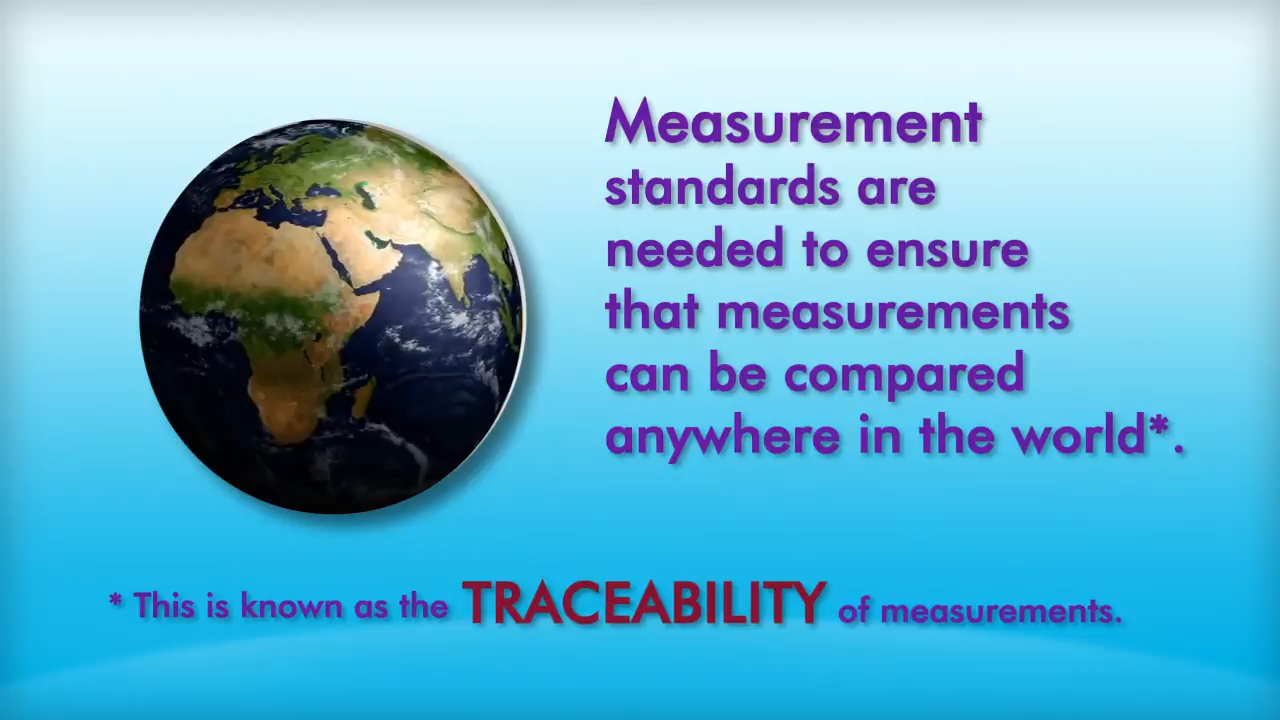 Measurement
standards are
needed to ensure
that measurements
can be compared
anywhere in the world*.
* This is known as the TRACEABILITY of measurements.